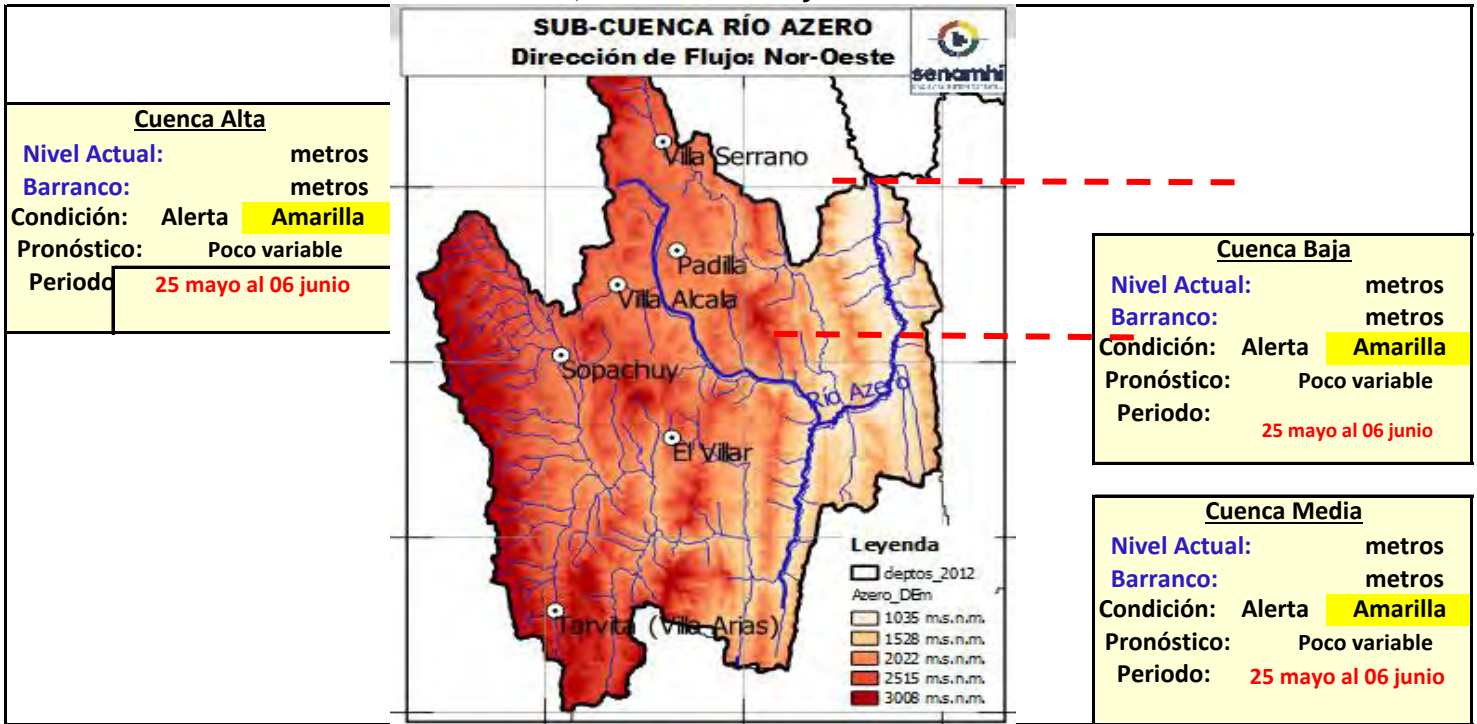 SUB-CUENCA RÍO AZERO
Dirección de Flujo: Nor-Oeste
senamhi
Cuenca Alta
Nivel Actual: metros
Barranco: metros
Condición: Alerta Amarilla
Pronóstico: Poco variable
Periodo 25 mayo al 06 junio
Villa Serrano
Padilla
Villa Alcala
Sopachuy
Río Azero
El Villar
Tarvita (Villa Arias)
Leyenda
deptos_2012
Azero_DEm
1035 m.s.n.m.
1528 m.s.n.m.
2022 m.s.n.m.
2515 m.s.n.m.
3008 m.s.n.m.
Cuenca Baja
Nivel Actual: metros
Barranco: metros
Condición: Alerta Amarilla
Pronóstico: Poco variable
Periodo:
25 mayo al 06 junio
Cuenca Media
Nivel Actual: metros
Barranco: metros
Condición: Alerta Amarilla
Pronóstico: Poco variable
Periodo: 25 mayo al 06 junio